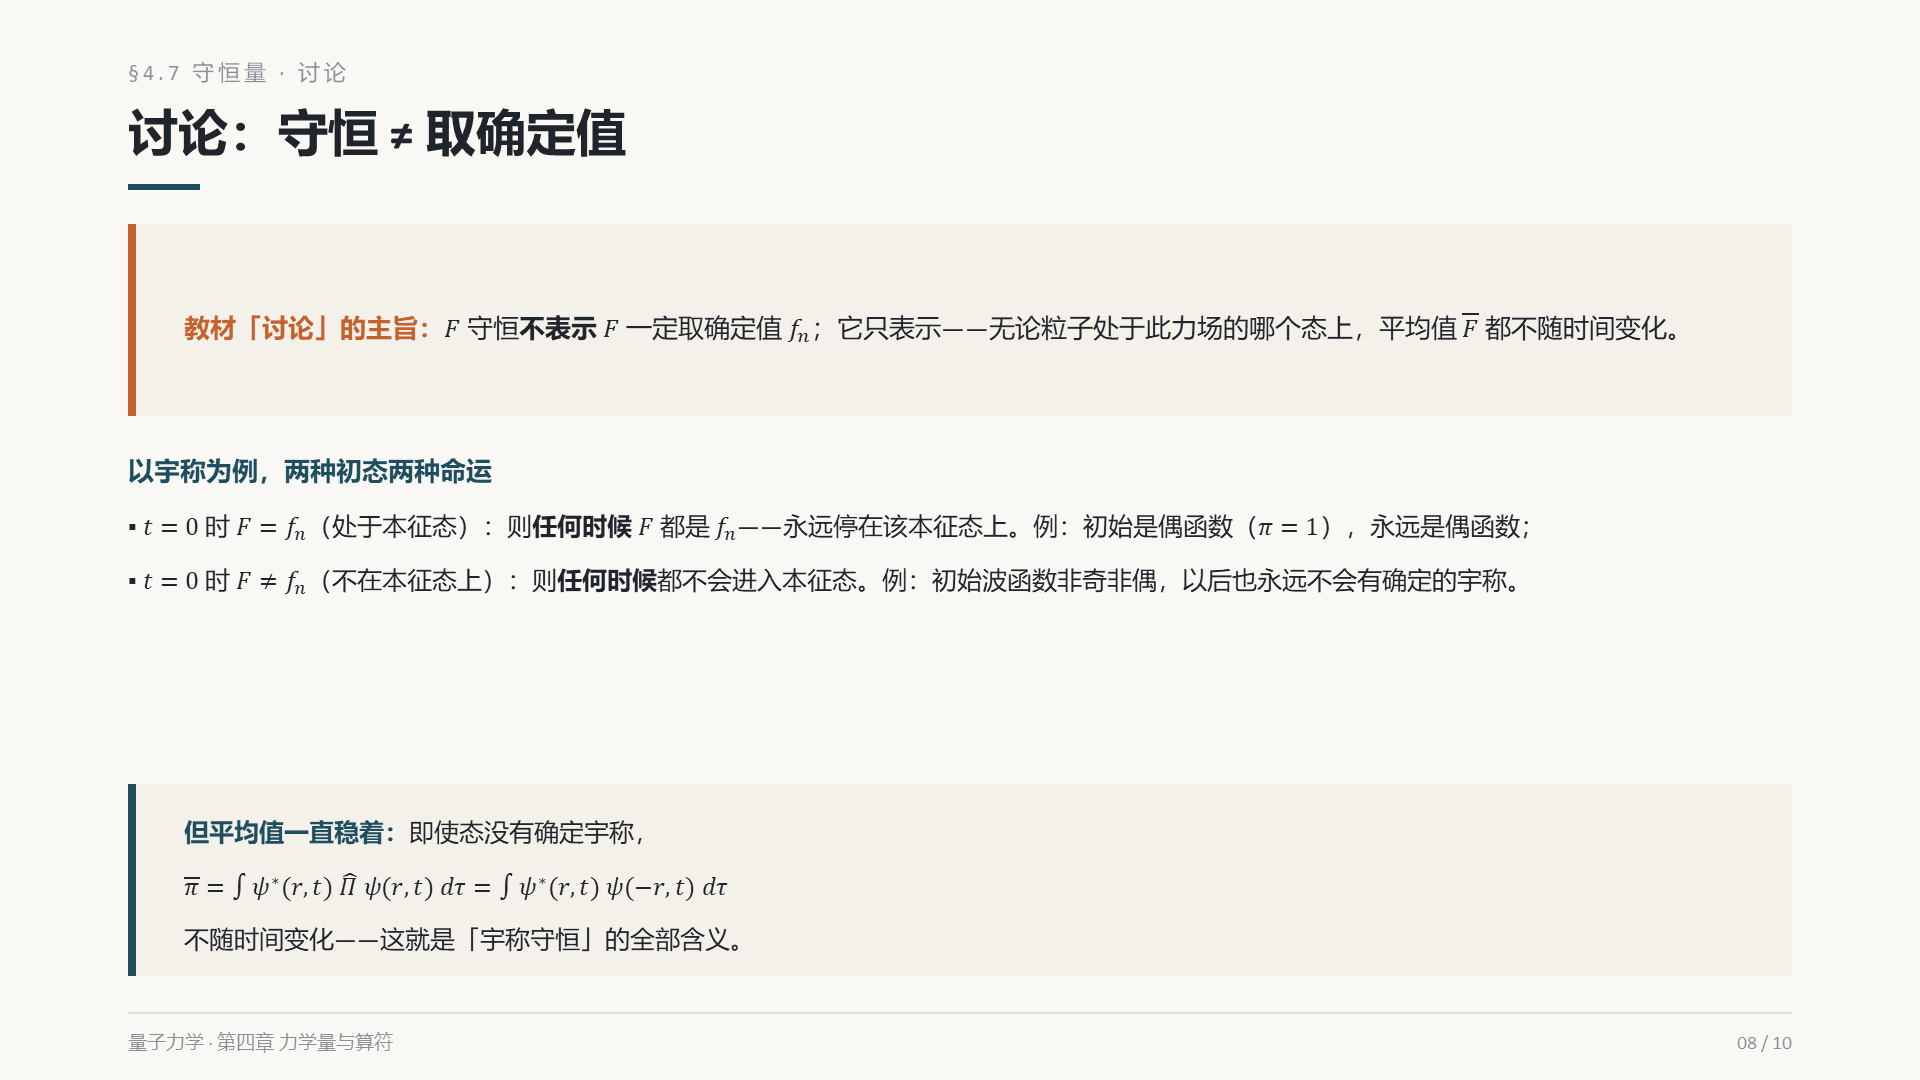 §4.7 守恒量 · 讨论
讨论：守恒 ≠ 取确定值
教材「讨论」的主旨：F 守恒不表示 F 一定取确定值 fₙ；它只表示——无论粒子处于此力场的哪个态上，平均值 F̅ 都不随时间变化。
以宇称为例，两种初态两种命运
▪ t = 0 时 F = fₙ（处于本征态）：则任何时候 F 都是 fₙ——永远停在该本征态上。例：初始是偶函数（π = 1），永远是偶函数；
▪ t = 0 时 F ≠ fₙ（不在本征态上）：则任何时候都不会进入本征态。例：初始波函数非奇非偶，以后也永远不会有确定的宇称。
但平均值一直稳着：即使态没有确定宇称，
π̅ = ∫ ψ*(r, t) Π̂ ψ(r, t) dτ = ∫ ψ*(r, t) ψ(−r, t) dτ
不随时间变化——这就是「宇称守恒」的全部含义。
量子力学 · 第四章 力学量与算符
08 / 10